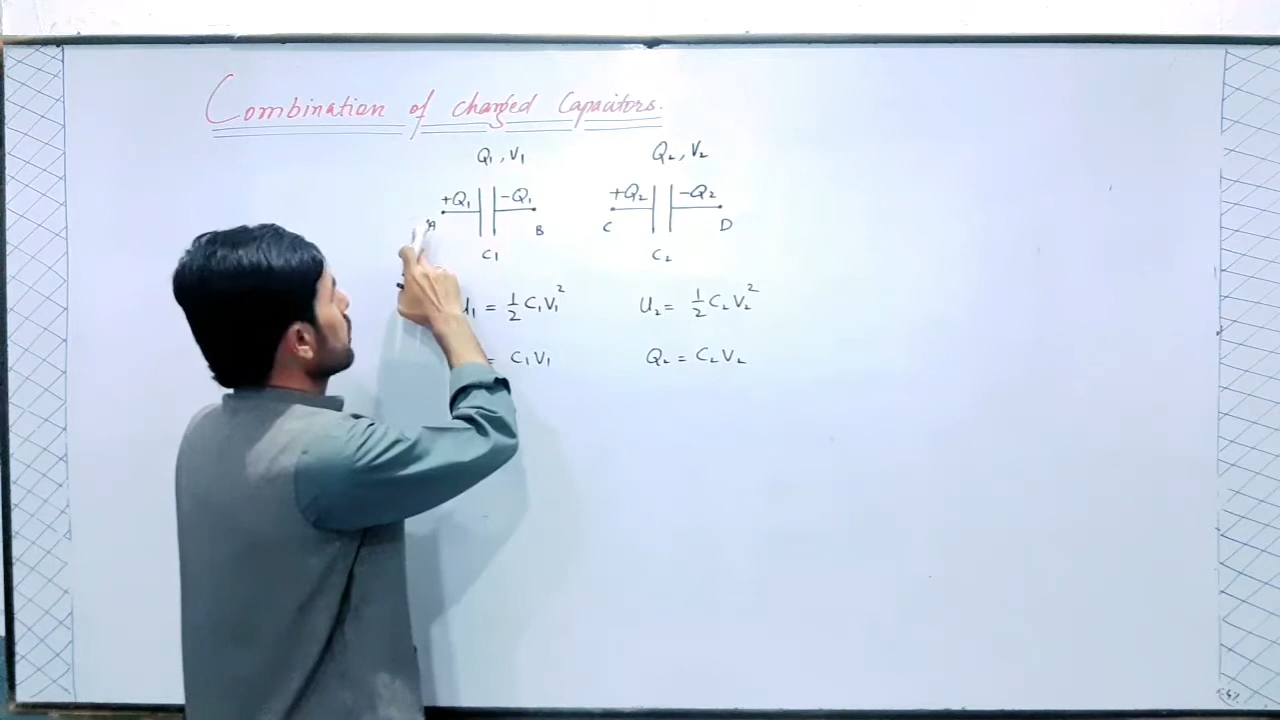 Combination of charged Capacitors.
Q₁, V₁ Q₂, V₂
+Q₁ -Q₁ +Q₂ -Q₂
A B C D
C₁ C₂
U₁ = 1/2 C₁V₁² U₂ = 1/2 C₂V₂²
= C₁V₁ Q₂ = C₂V₂